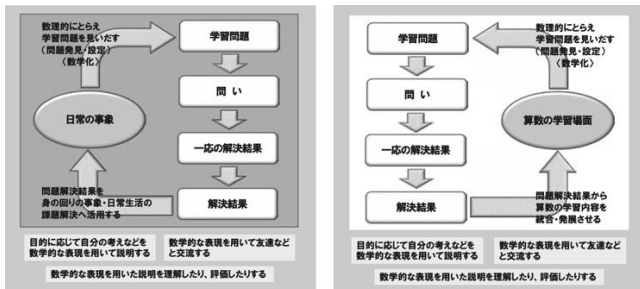 数理的にとらえ
学習問題を見いだす
(問題発見・設定)
〈数学化〉
学習問題
問い
日常の事象
一応の解決結果
問題解決結果を
身の回りの事象・日常生活の
課題解決へ活用する
解決結果
目的に応じて自分の考えなどを
数学的な表現を用いて説明する
数学的な表現を用いて友達など
と交流する
数学的な表現を用いた説明を理解したり、評価したりする
学習問題
数理的にとらえ
学習問題を見いだす
(問題発見・設定)
〈数学化〉
問い
算数の学習場面
一応の解決結果
解決結果
問題解決結果から
算数の学習内容を
統合・発展させる
目的に応じて自分の考えなどを
数学的な表現を用いて説明する
数学的な表現を用いて友達など
と交流する
数学的な表現を用いた説明を理解したり、評価したりする